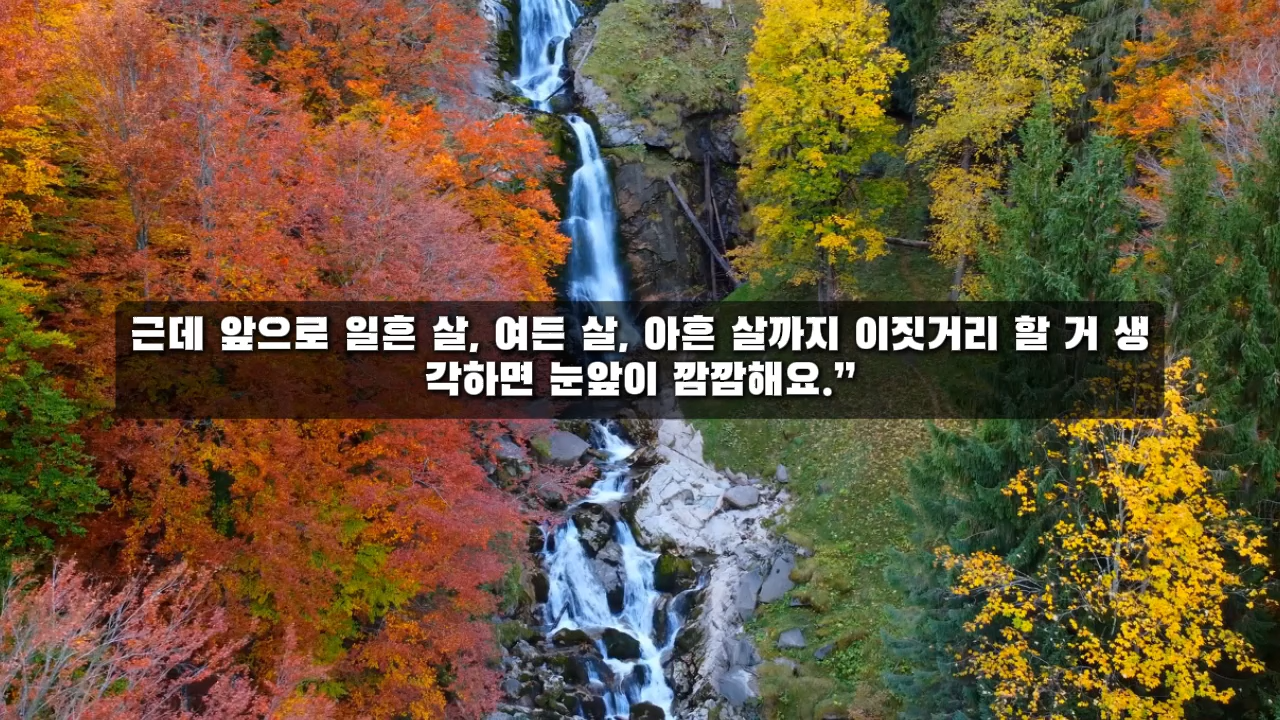 근데 앞으로 일흔 살, 여든 살, 아흔 살까지 이짓거리 할 거 생
각하면 눈앞이 깜깜해요.”